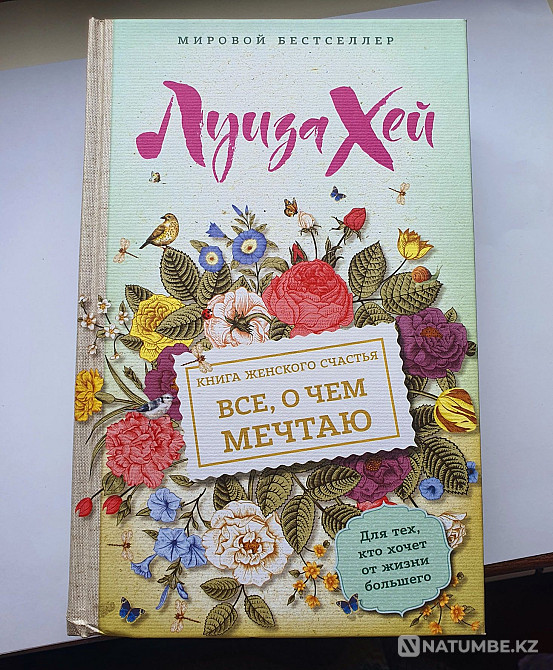 МИРОВОЙ БЕСТСЕЛЛЕР
Луиза Хей
КНИГА ЖЕНСКОГО СЧАСТЬЯ
ВСЕ, О ЧЕМ
МЕЧТАЮ
Для тех,
кто хочет
от жизни
большего
NATUMBE.KZ